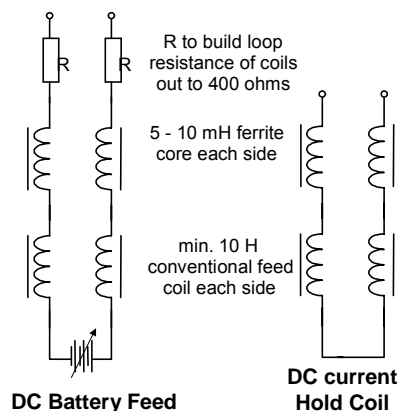 R
R
R to build loop
resistance of coils
out to 400 ohms
5 - 10 mH ferrite
core each side
min. 10 H
conventional feed
coil each side
DC Battery Feed
DC current
Hold Coil